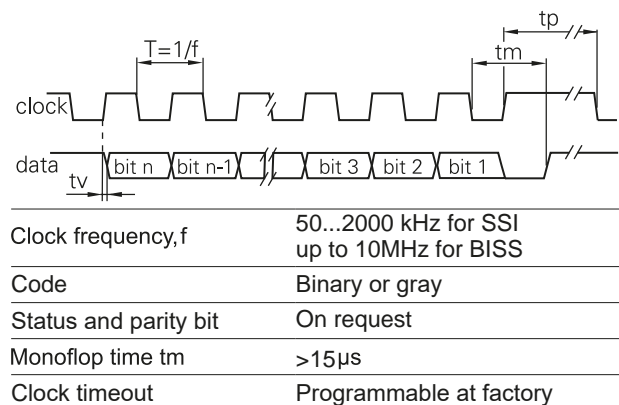 tp
T=1/f
tm
clock
data
bit n
bit n-1
bit 3
bit 2
bit 1
tv
Clock frequency,f
50...2000 kHz for SSI
up to 10MHz for BISS
Code
Binary or gray
Status and parity bit
On request
Monoflop time tm
>15µs
Clock timeout
Programmable at factory